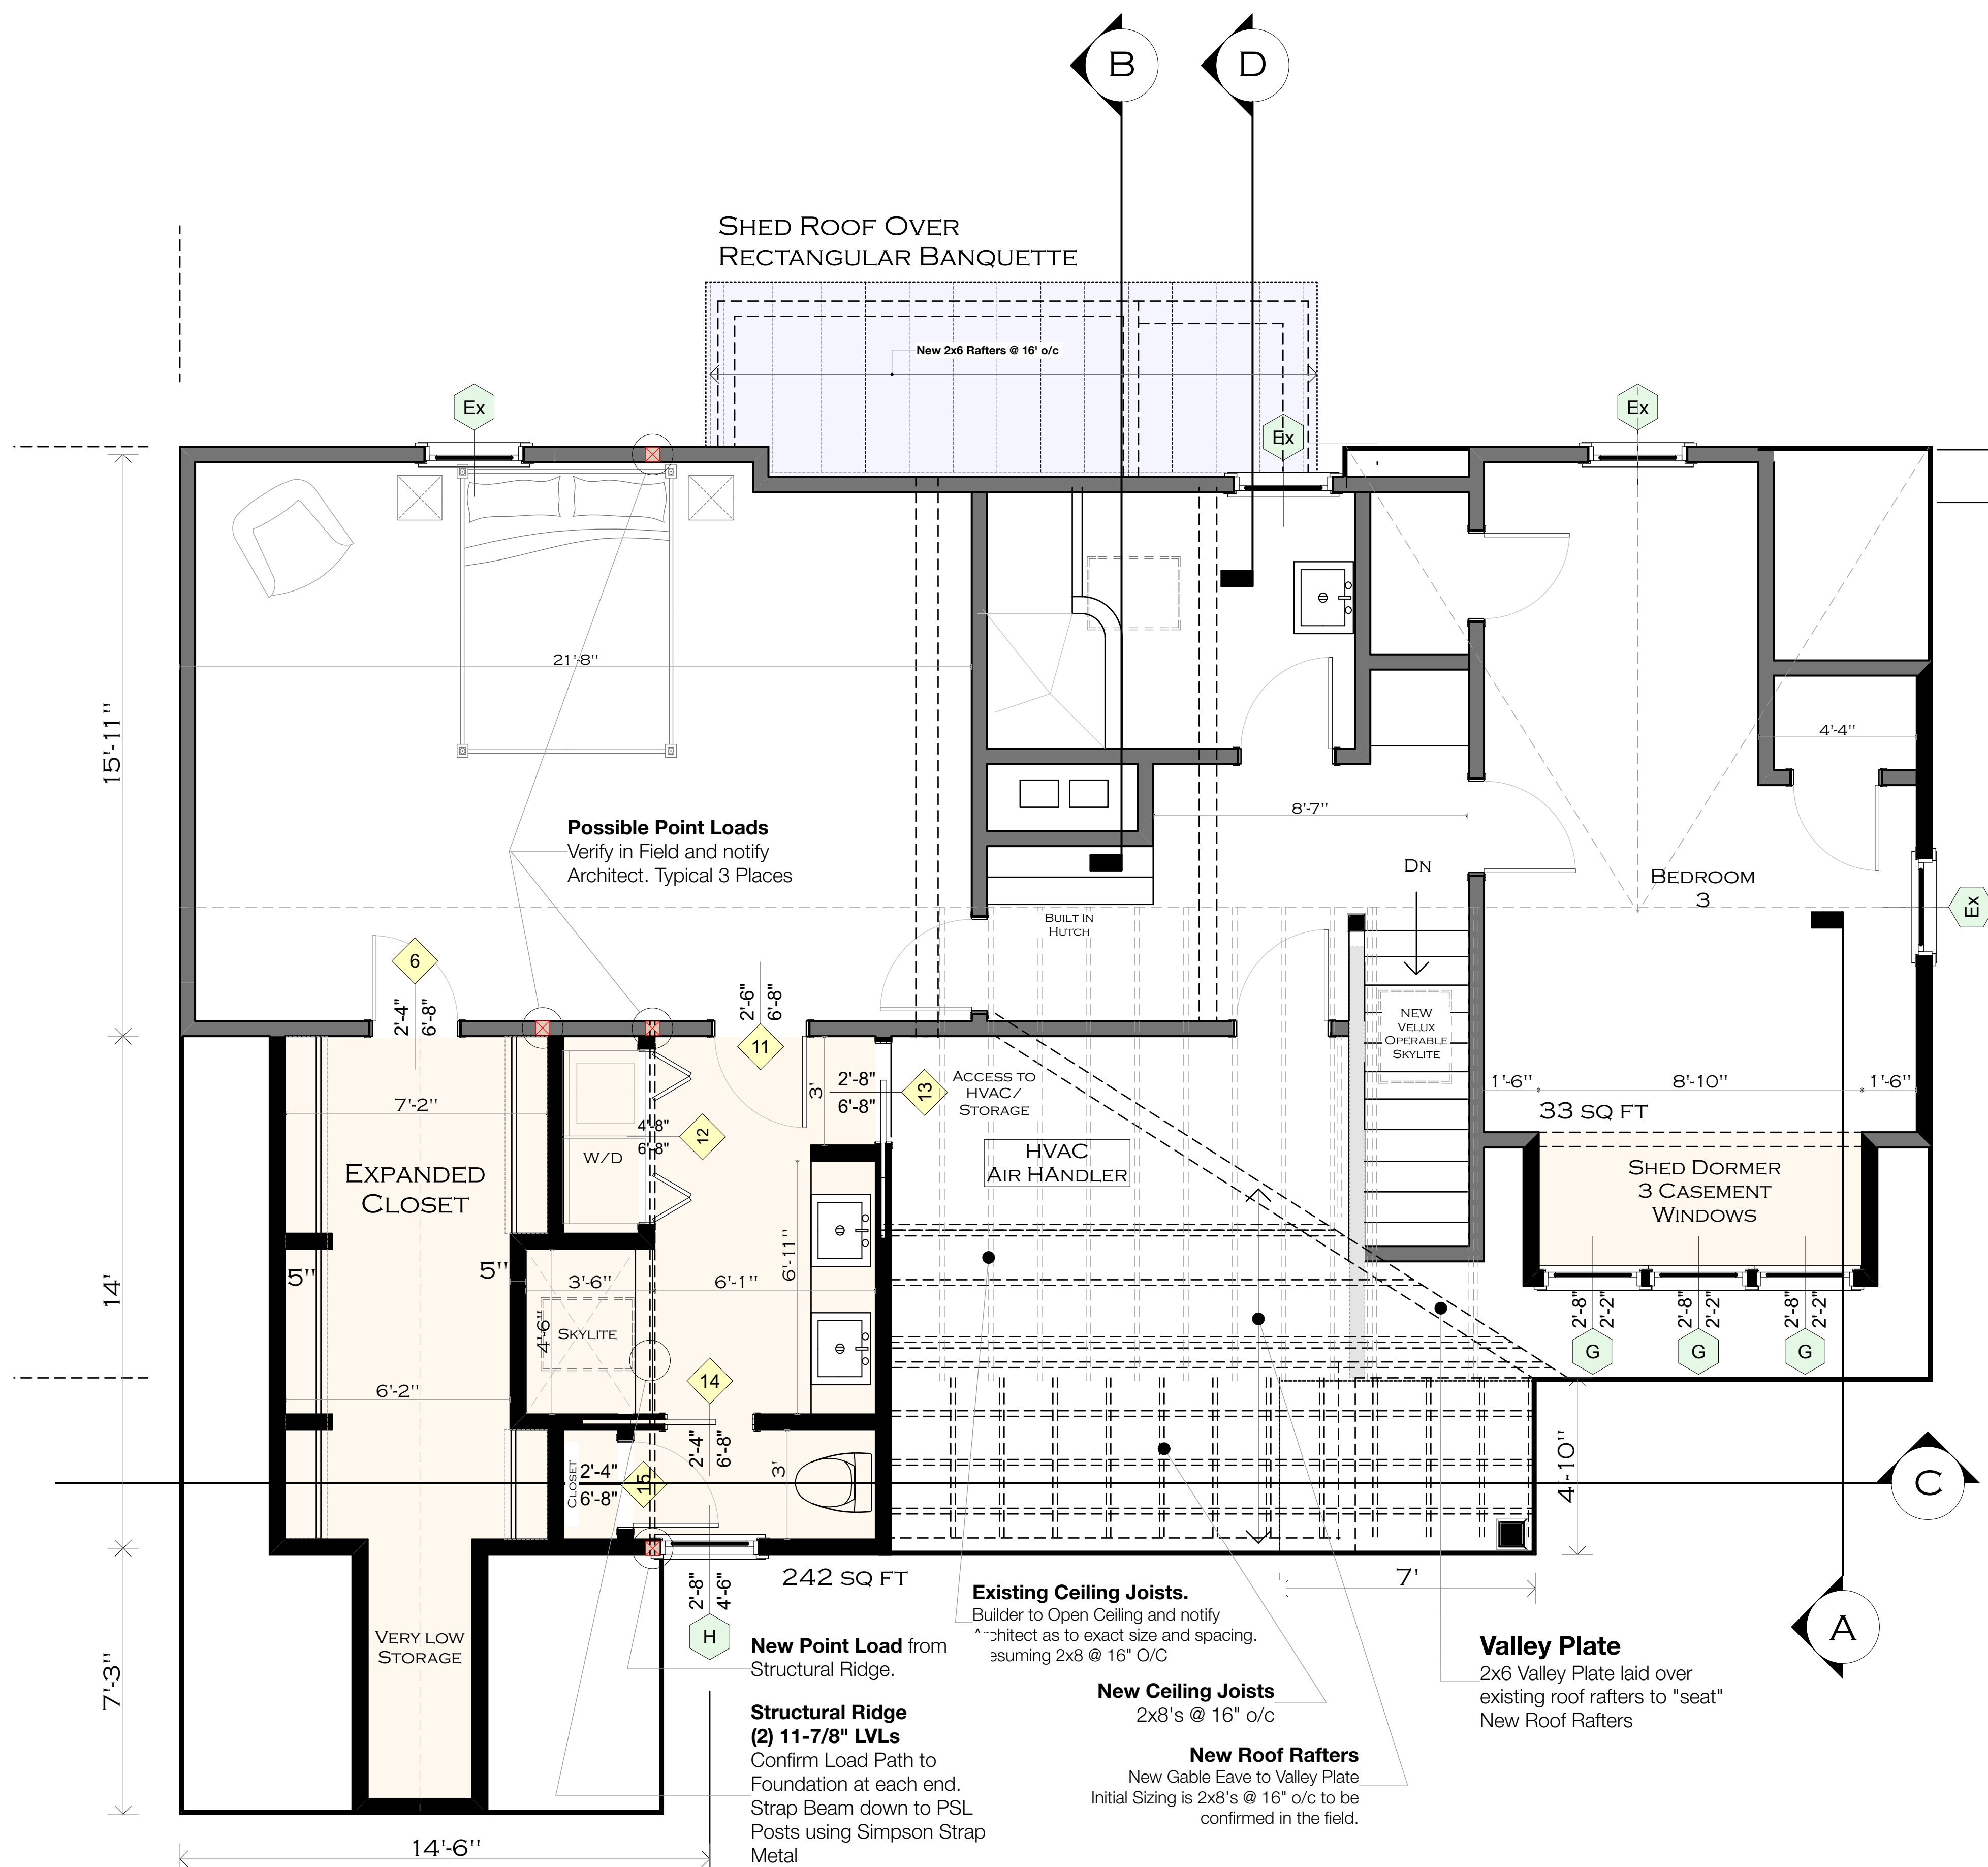 B
D
SHED ROOF OVER
RECTANGULAR BANQUETTE
New 2x6 Rafters @ 16' o/c
Ex
Ex
Ex
21'-8"
15'-11"
4'-4"
8'-7"
Possible Point Loads
Verify in Field and notify
Architect. Typical 3 Places
DN
BEDROOM
3
Ex
BUILT IN
HUTCH
6
2'-4"
6'-8"
2'-6"
6'-8"
11
NEW
VELUX
OPERABLE
SKYLITE
1'-6"
8'-10"
1'-6"
33 SQ FT
3'
2'-8"
6'-8"
13
ACCESS TO
HVAC/
STORAGE
7'-2"
4'-8"
6'-8"
12
W/D
HVAC
AIR HANDLER
EXPANDED
CLOSET
SHED DORMER
3 CASEMENT
WINDOWS
14'
5"
5"
3'-6"
6'-1"
6'-11"
4'-6"
SKYLITE
2'-8"
2'-2"
2'-8"
2'-2"
2'-8"
2'-2"
G
G
G
6'-2"
14
2'-4"
6'-8"
CLOSET
2'-4"
6'-8"
15
3'
4'-10"
C
242 SQ FT
7'
2'-8"
4'-6"
H
VERY LOW
STORAGE
7'-3"
A
New Point Load from
Structural Ridge.
Structural Ridge
(2) 11-7/8" LVLs
Confirm Load Path to
Foundation at each end.
Strap Beam down to PSL
Posts using Simpson Strap
Metal
Existing Ceiling Joists.
Builder to Open Ceiling and notify
Architect as to exact size and spacing.
esuming 2x8 @ 16" O/C
New Ceiling Joists
2x8's @ 16" o/c
New Roof Rafters
New Gable Eave to Valley Plate
Initial Sizing is 2x8's @ 16" o/c to be
confirmed in the field.
Valley Plate
2x6 Valley Plate laid over
existing roof rafters to "seat"
New Roof Rafters
14'-6"